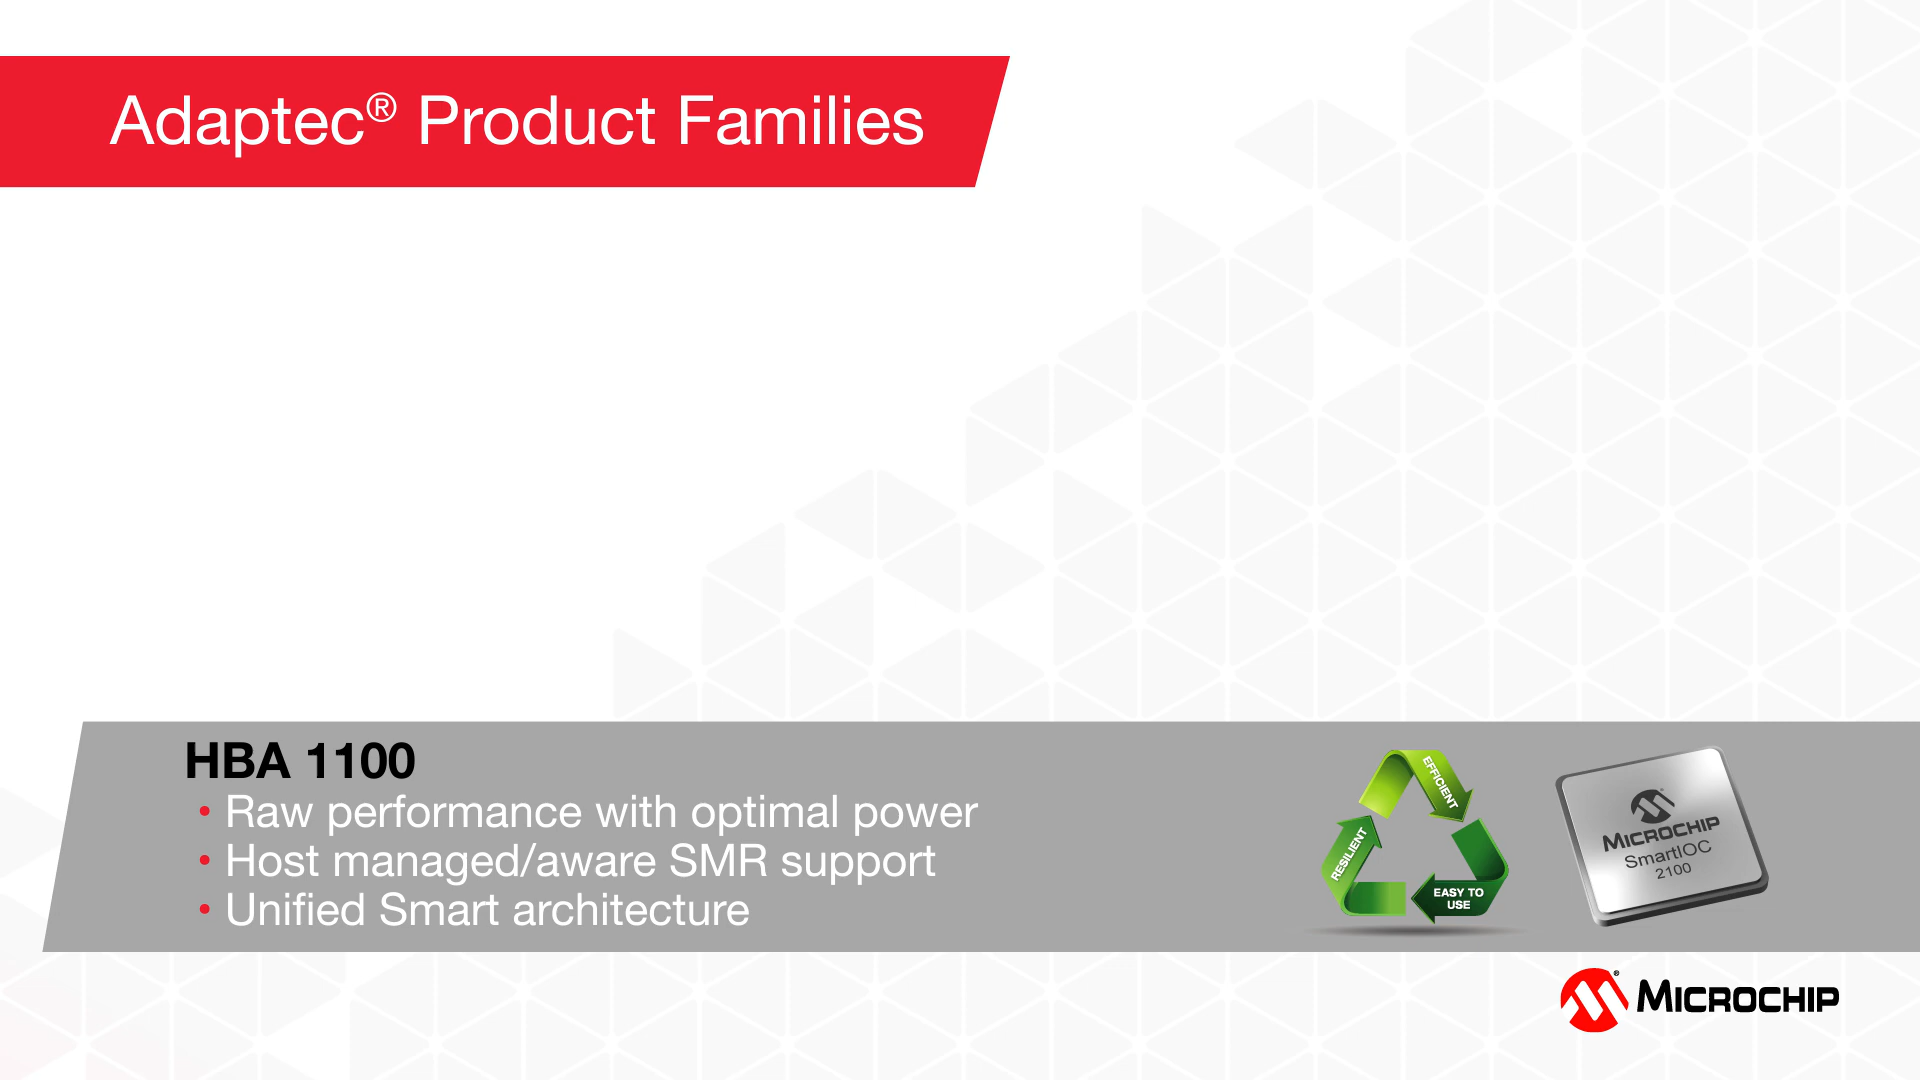 Adaptec® Product Families
HBA 1100
• Raw performance with optimal power
• Host managed/aware SMR support
• Unified Smart architecture
EFFICIENT
RESILIENT
EASY TO
USE
MICROCHIP
SmartIOC
2100
MICROCHIP®